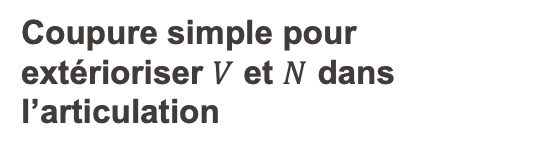 Coupure simple pour
extérioriser V et N dans
l’articulation